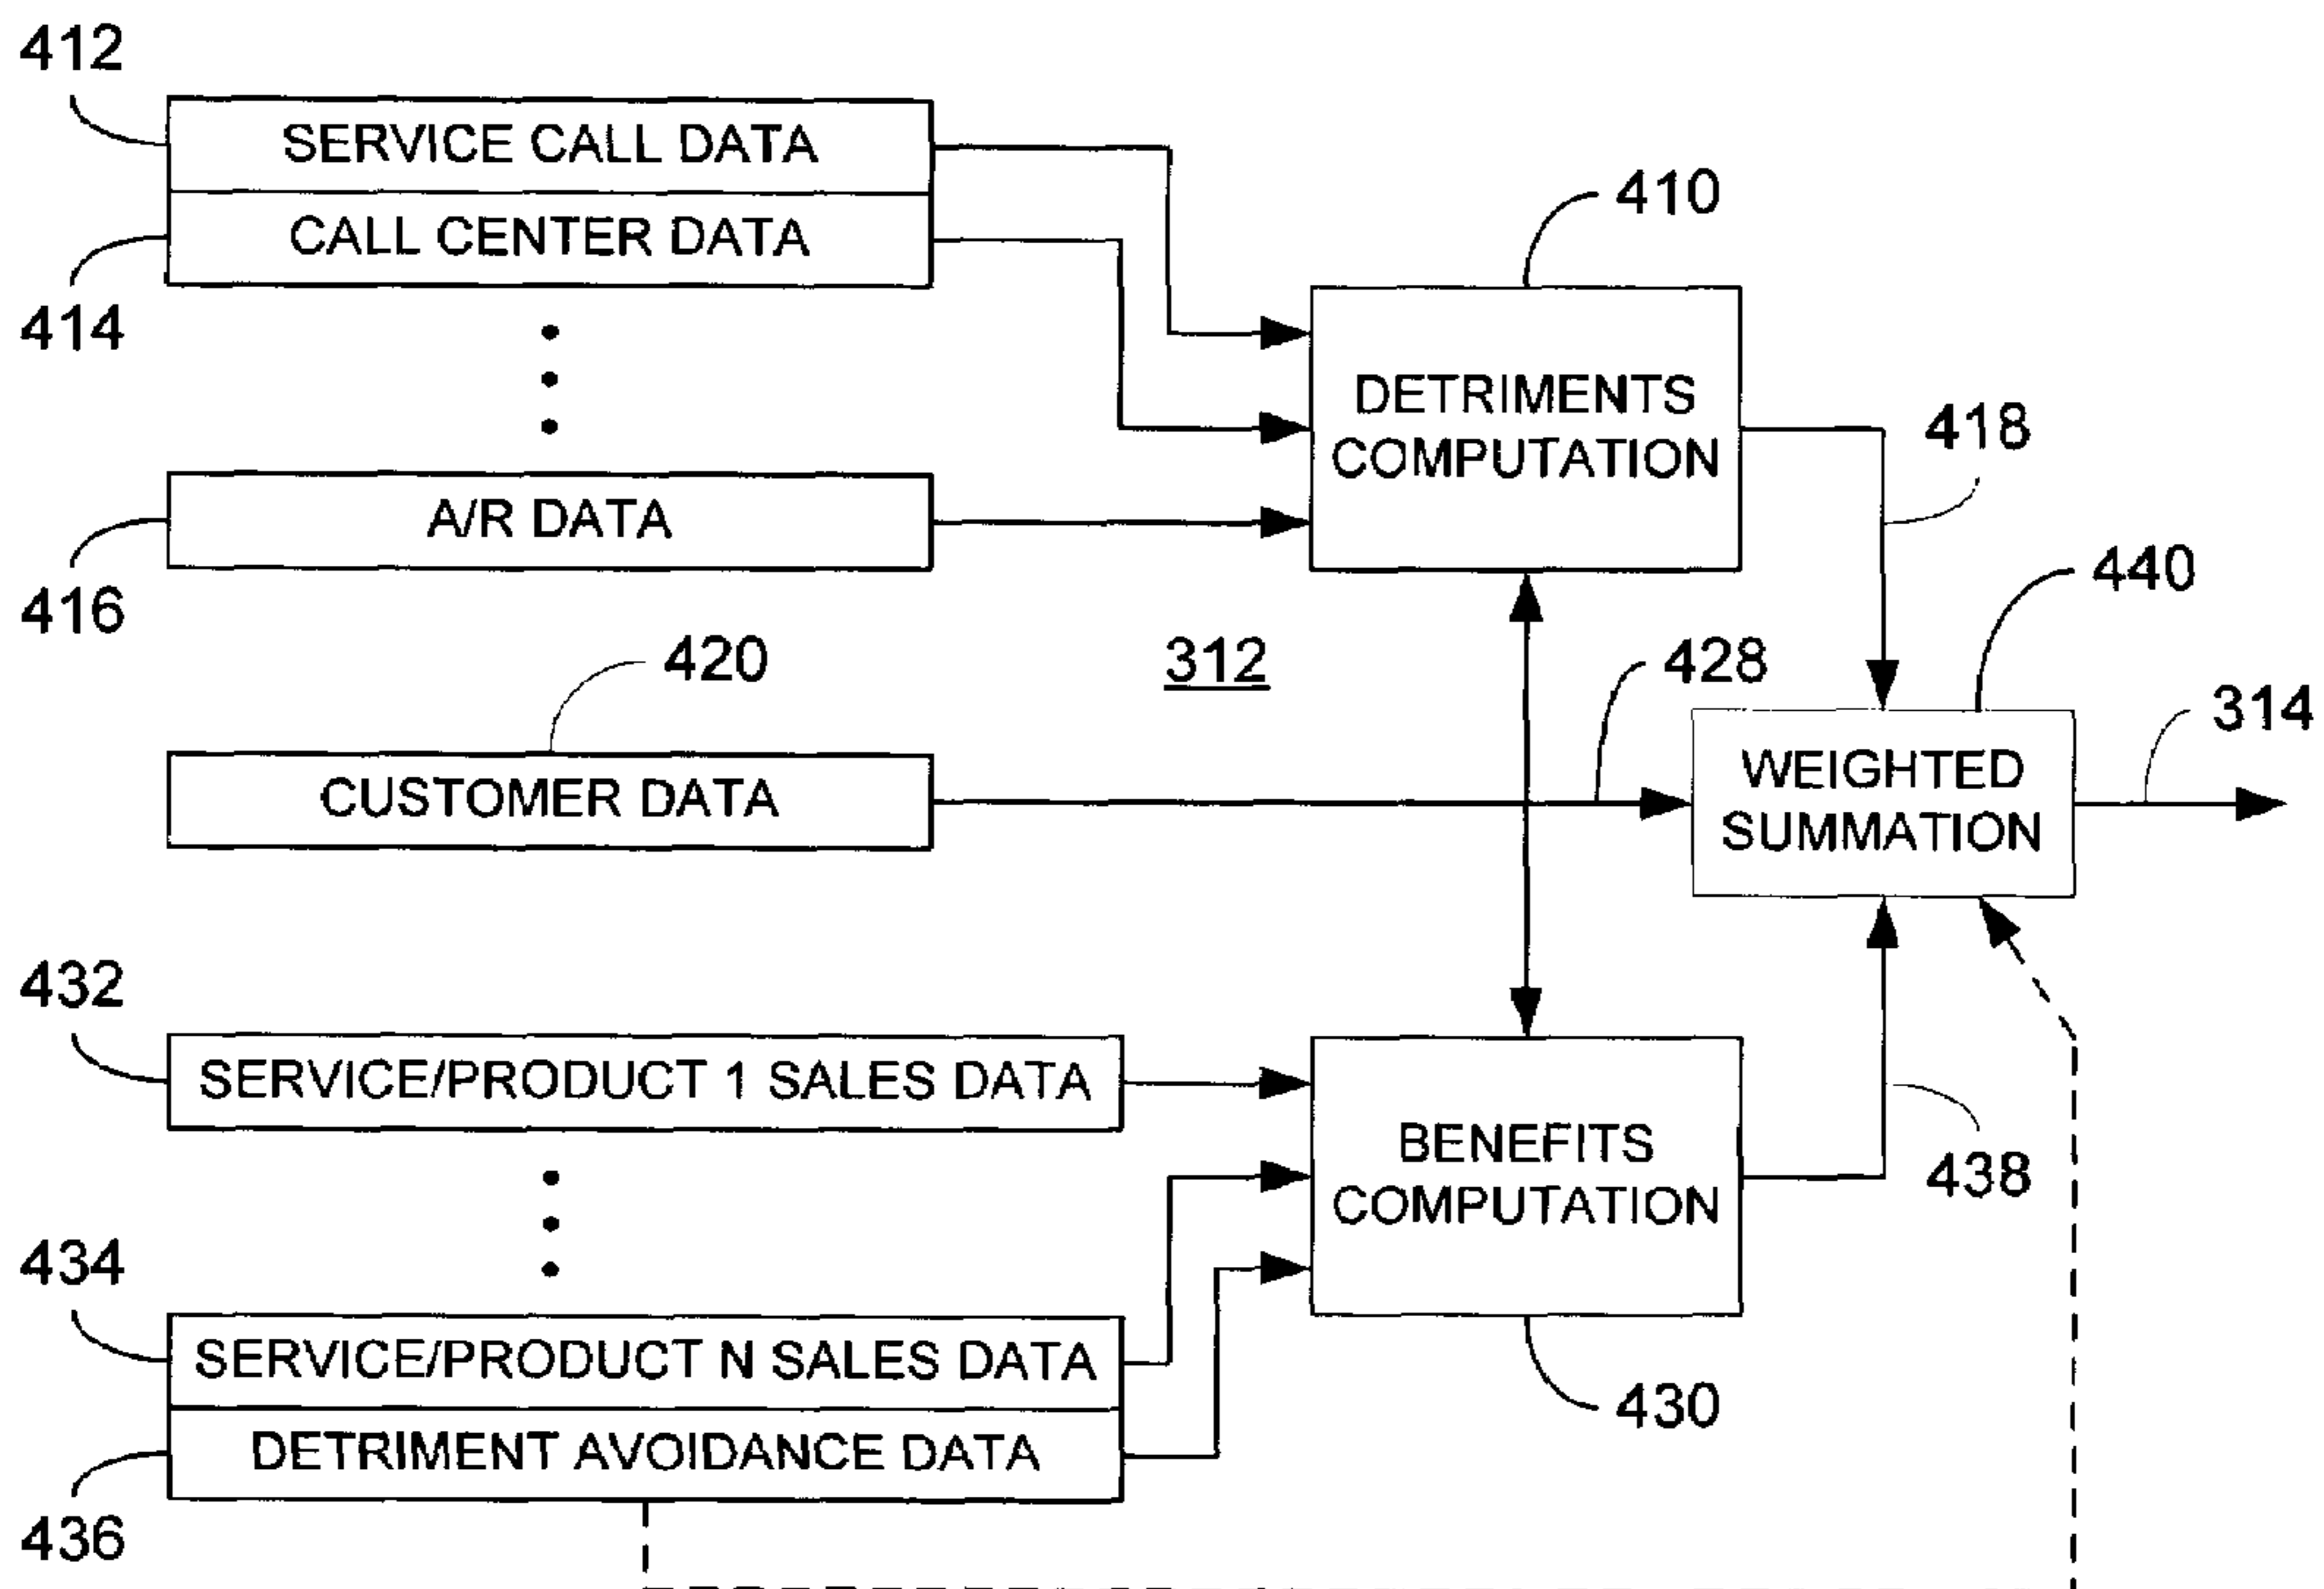 412
SERVICE CALL DATA
CALL CENTER DATA
414
410
DETRIMENTS
COMPUTATION
418
A/R DATA
416
440
420
312
428
314
CUSTOMER DATA
WEIGHTED
SUMMATION
432
SERVICE/PRODUCT 1 SALES DATA
BENEFITS
COMPUTATION
438
434
SERVICE/PRODUCT N SALES DATA
430
DETRIMENT AVOIDANCE DATA
436